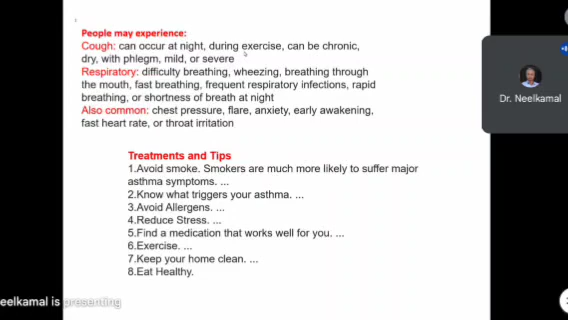 People may experience:
Cough: can occur at night, during exercise, can be chronic,
dry, with phlegm, mild, or severe
Respiratory: difficulty breathing, wheezing, breathing through
the mouth, fast breathing, frequent respiratory infections, rapid
breathing, or shortness of breath at night
Also common: chest pressure, flare, anxiety, early awakening,
fast heart rate, or throat irritation
Treatments and Tips
1.Avoid smoke. Smokers are much more likely to suffer major
asthma symptoms. ...
2.Know what triggers your asthma. ...
3.Avoid Allergens. ...
4.Reduce Stress. ...
5.Find a medication that works well for you. ...
6.Exercise. ...
7.Keep your home clean. ...
8.Eat Healthy.
Dr. Neelkamal
eelkamal is presenting